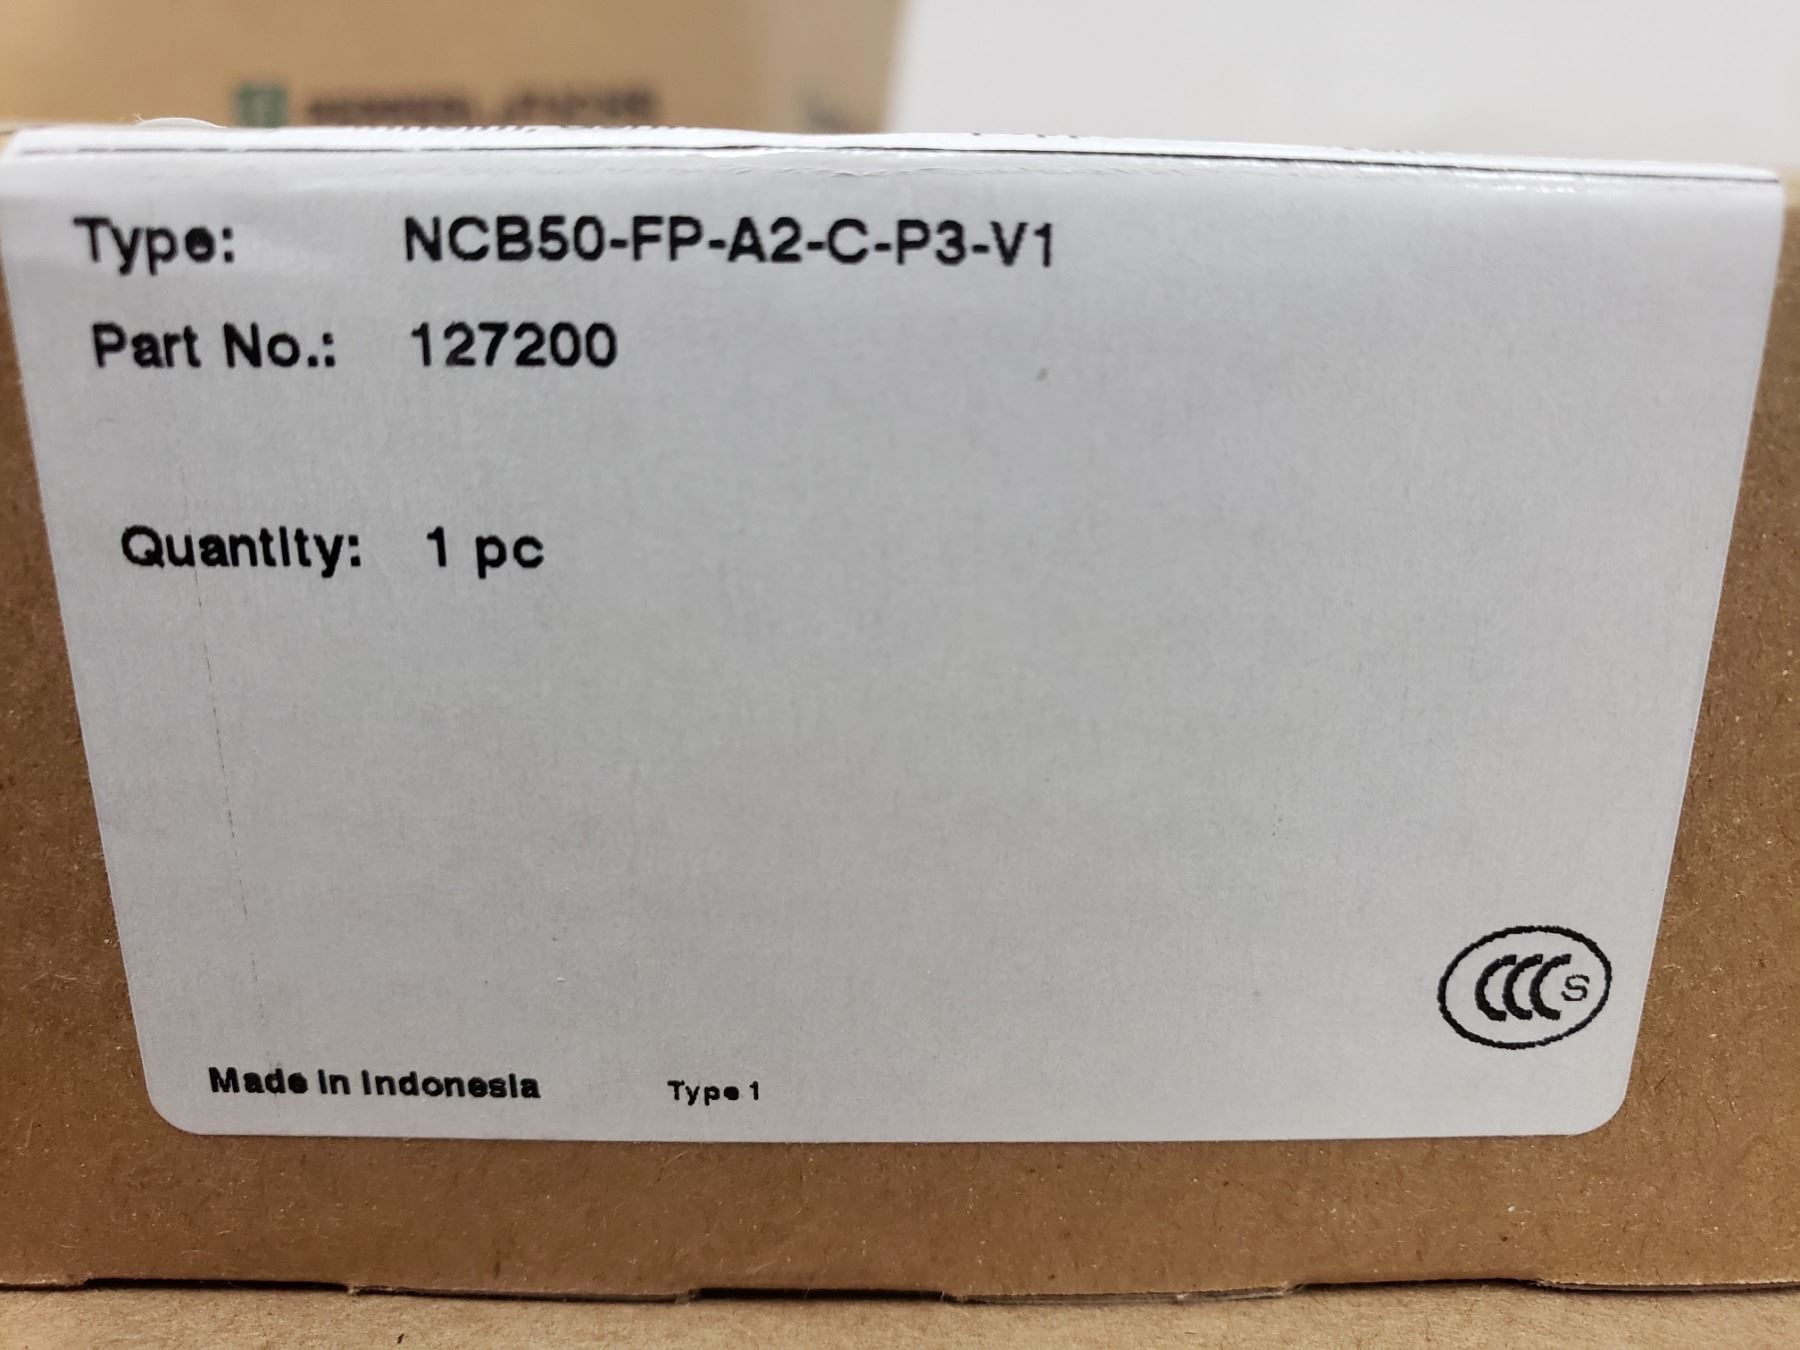 Type: NCB50-FP-A2-C-P3-V1
Part No.: 127200
Quantity: 1 pc
CCC S
Made in Indonesia Type 1